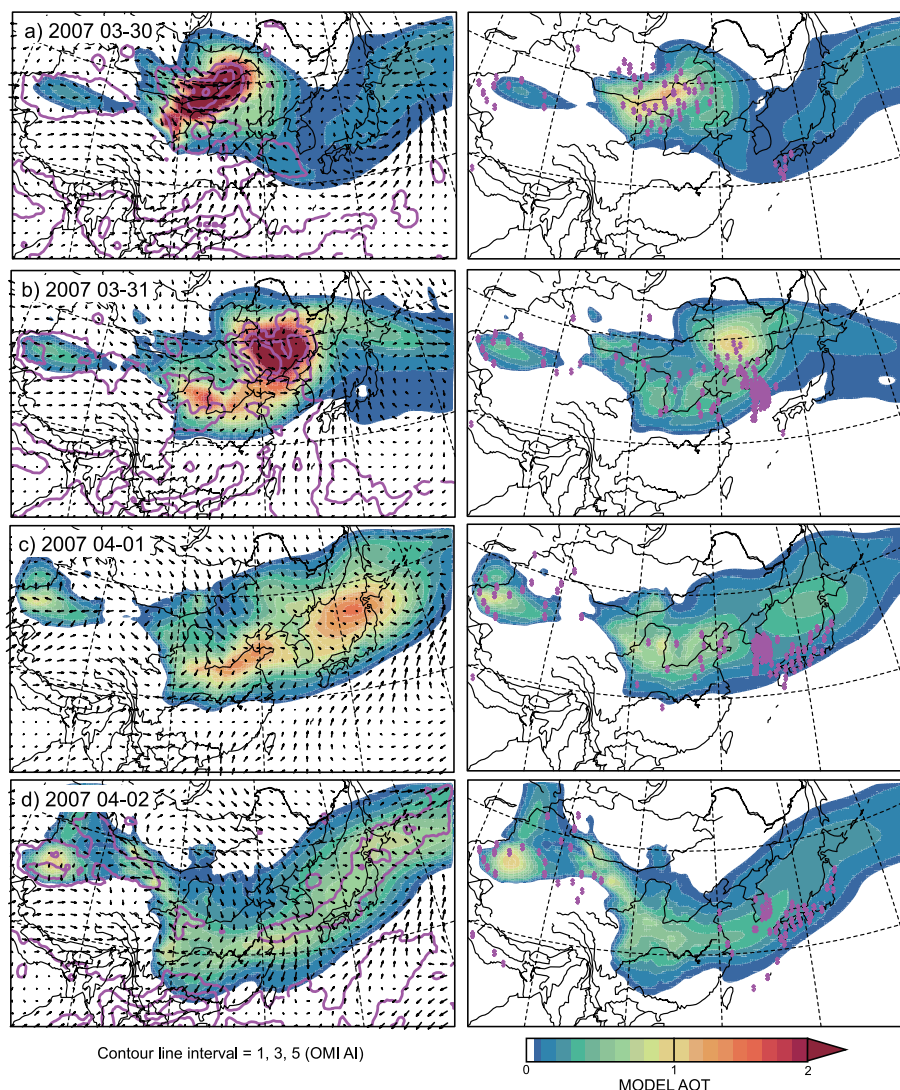 a) 2007 03-30
b) 2007 03-31
c) 2007 04-01
d) 2007 04-02
Contour line interval = 1, 3, 5 (OMI AI)
0 1 2
MODEL AOT